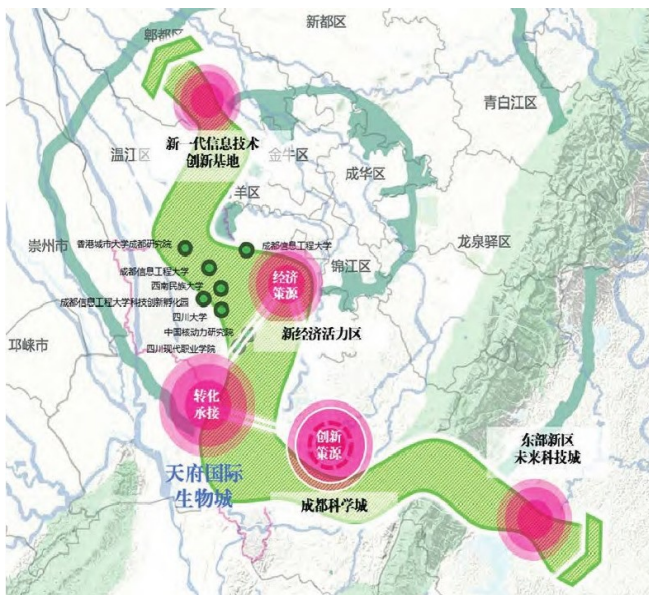 新都区
郫都区
青白江区
新一代信息技术
创新基地
温江区
金牛区
成华区
羊区
崇州市
香港城市大学成都研究院
成都信息工程大学
龙泉驿区
锦江区
成都信息工程大学
西南民族大学
经济
策源
成都信息工程大学科技创新孵化园
四川大学
新经济活力区
中国核动力研究院
邛崃市
四川现代职业学院
转化
承接
创新
策源
东部新区
未来科技城
天府国际
生物城
成都科学城